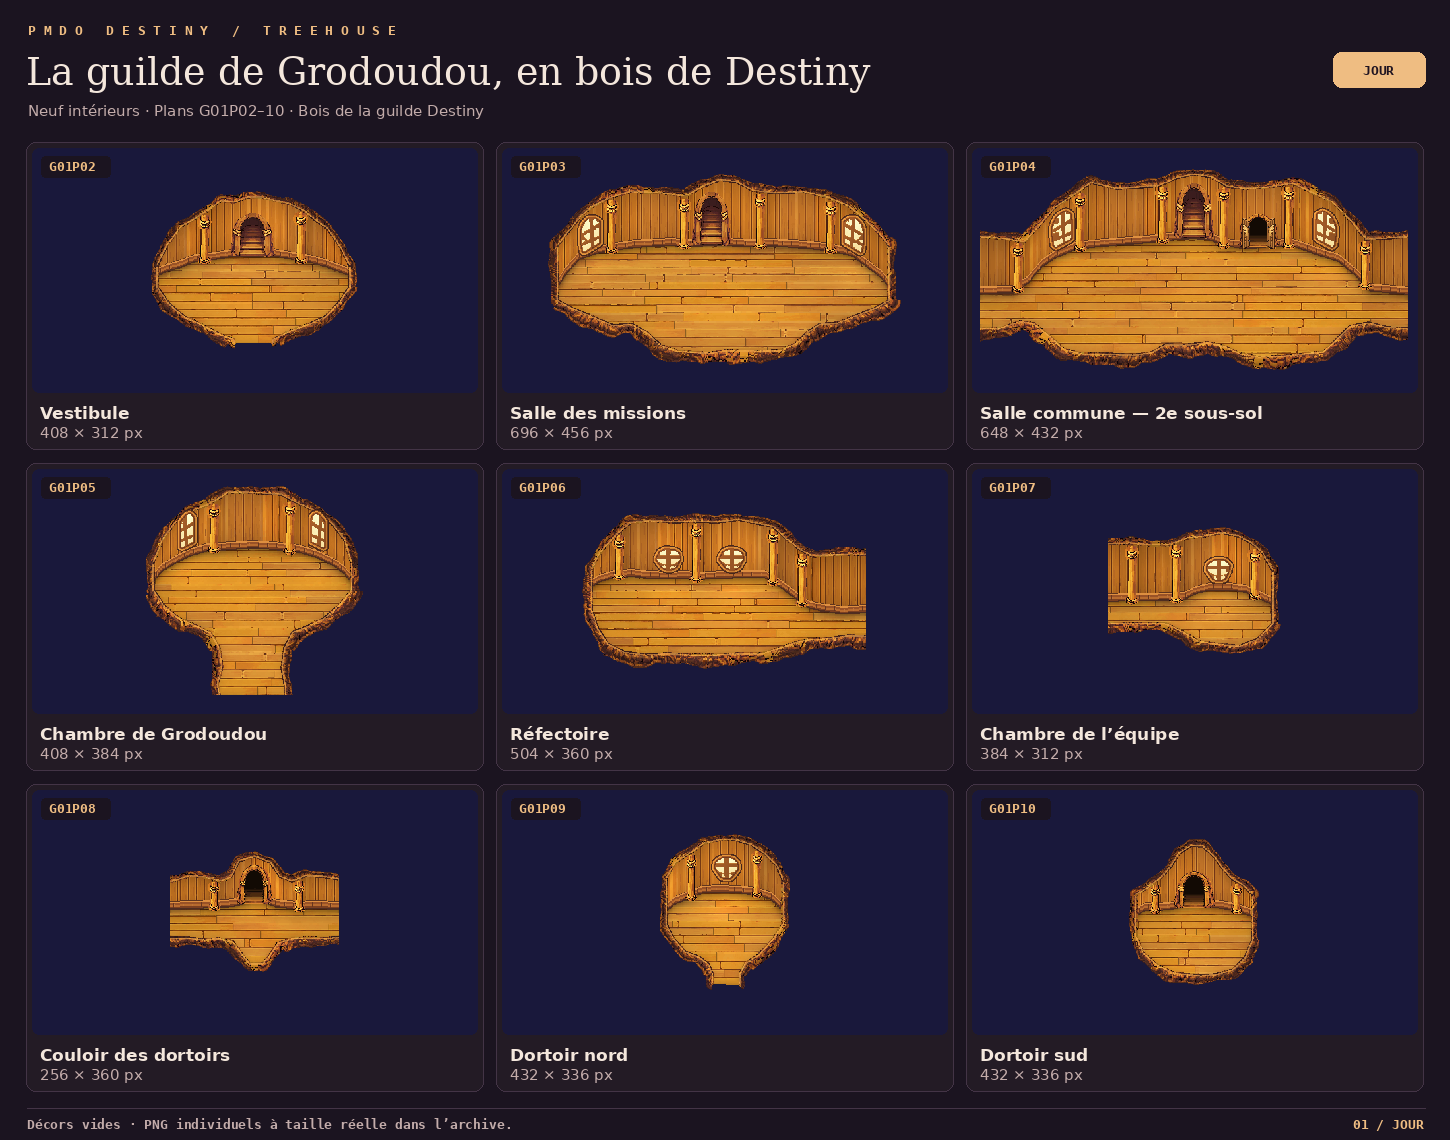 PMDO DESTINY / TREEHOUSE
La guilde de Grodoudou, en bois de Destiny
JOUR
Neuf intérieurs · Plans G01P02–10 · Bois de la guilde Destiny
G01P02
Vestibule
408 × 312 px
G01P03
Salle des missions
696 × 456 px
G01P04
Salle commune — 2e sous-sol
648 × 432 px
G01P05
Chambre de Grodoudou
408 × 384 px
G01P06
Réfectoire
504 × 360 px
G01P07
Chambre de l’équipe
384 × 312 px
G01P08
Couloir des dortoirs
256 × 360 px
G01P09
Dortoir nord
432 × 336 px
G01P10
Dortoir sud
432 × 336 px
Décors vides · PNG individuels à taille réelle dans l’archive.
01 / JOUR